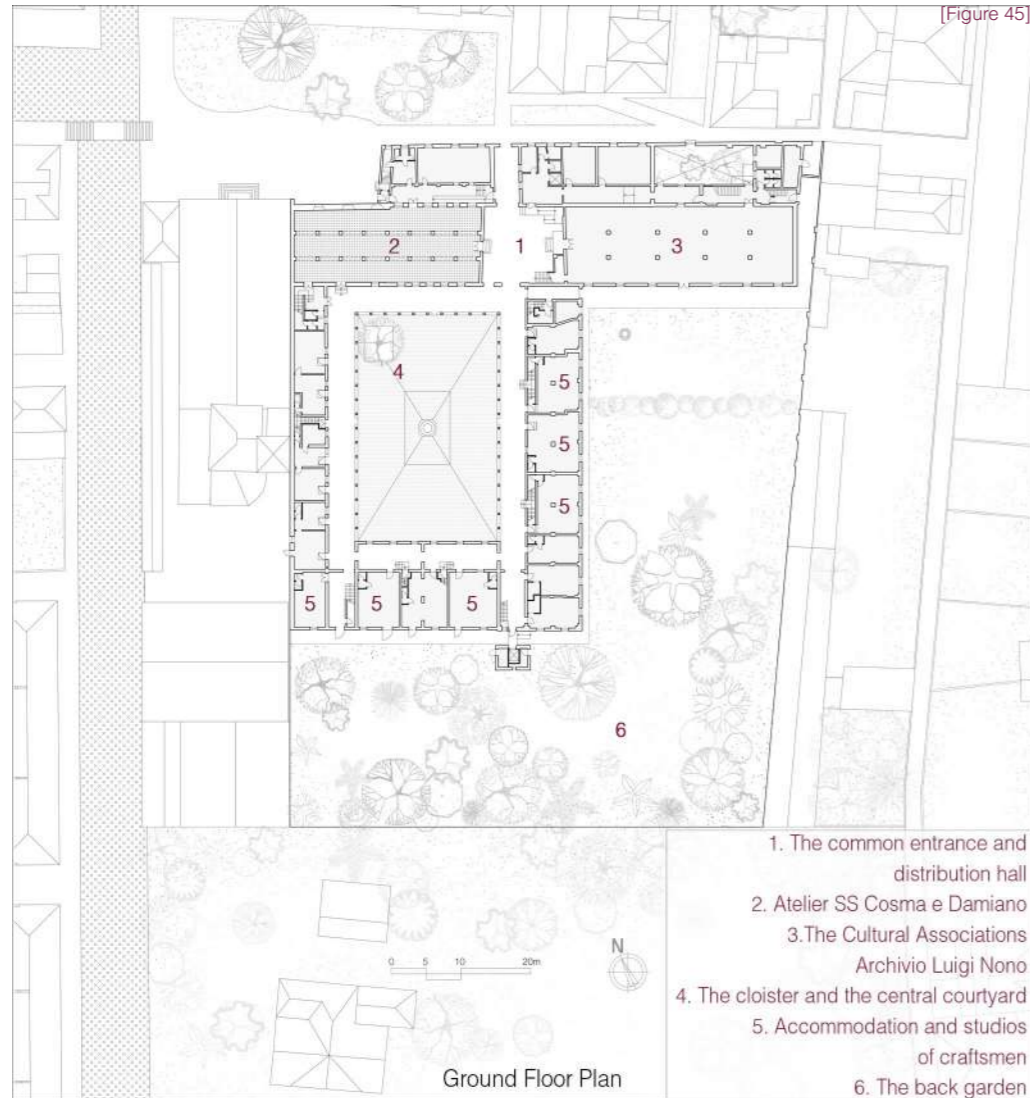 [Figure 45]
1
2
3
4
5
5
5
5
5
5
6
N
0 5 10 20m
Ground Floor Plan
1. The common entrance and
distribution hall
2. Atelier SS Cosma e Damiano
3.The Cultural Associations
Archivio Luigi Nono
4. The cloister and the central courtyard
5. Accommodation and studios
of craftsmen
6. The back garden